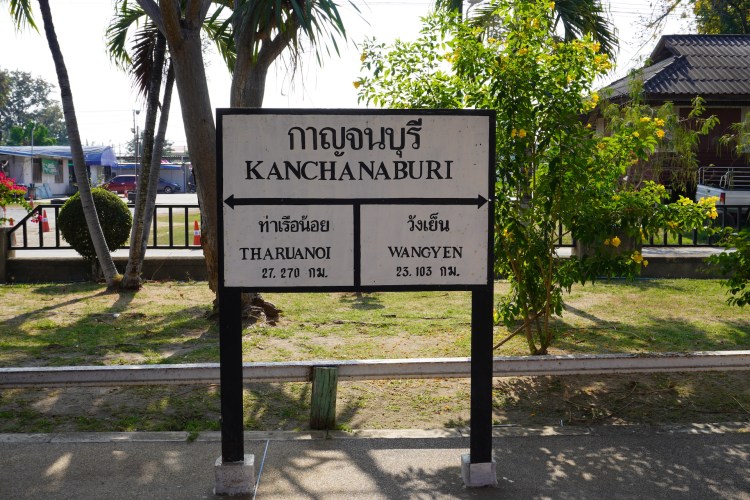 กาญจนบุรี
KANCHANABURI
ท่าเรือน้อย
THARUANOI
27. 270 กม.
วังเย็น
WANGYEN
23. 103 กม.